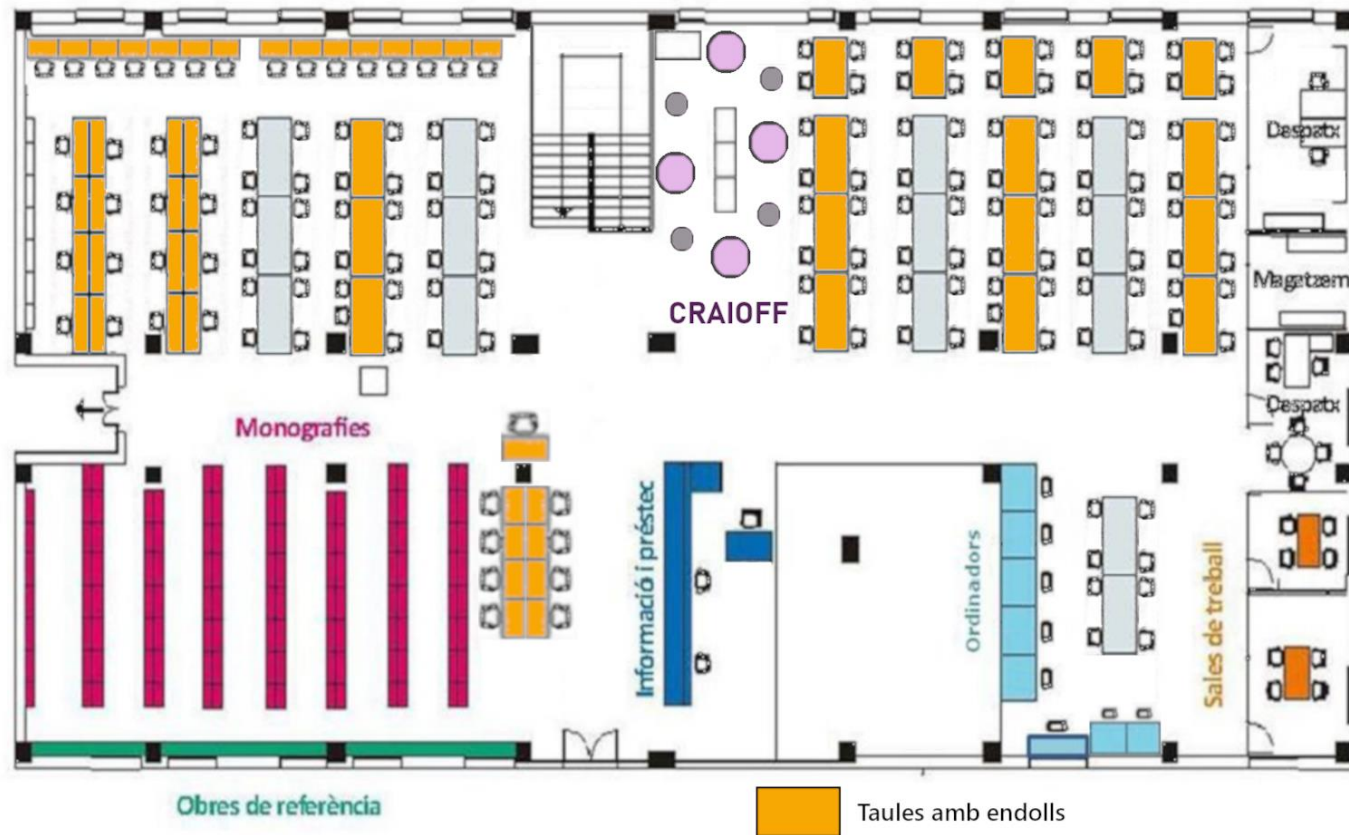 Despatx
Magatzem
CRAIOFF
Despatx
Monografies
Informació i préstec
Ordinadors
Sales de treball
Obres de referència
Taules amb endolls